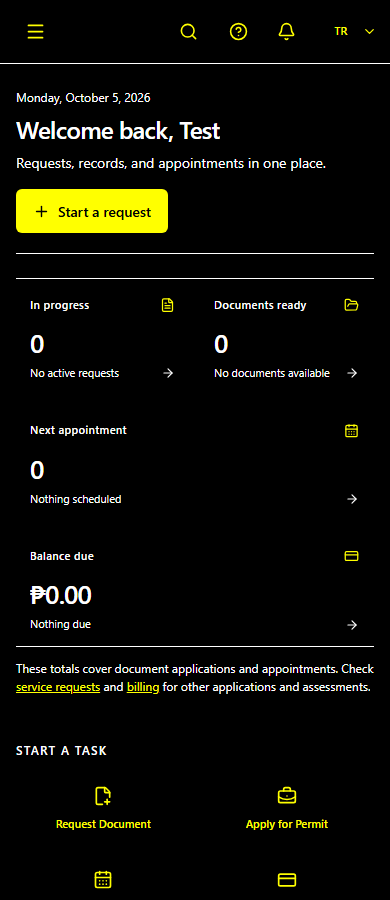 TR
Monday, October 5, 2026
Welcome back, Test
Requests, records, and appointments in one place.
Start a request
In progress
Documents ready
0
0
No active requests
No documents available
Next appointment
0
Nothing scheduled
Balance due
₱0.00
Nothing due
These totals cover document applications and appointments. Check
service requests and billing for other applications and assessments.
START A TASK
Request Document
Apply for Permit